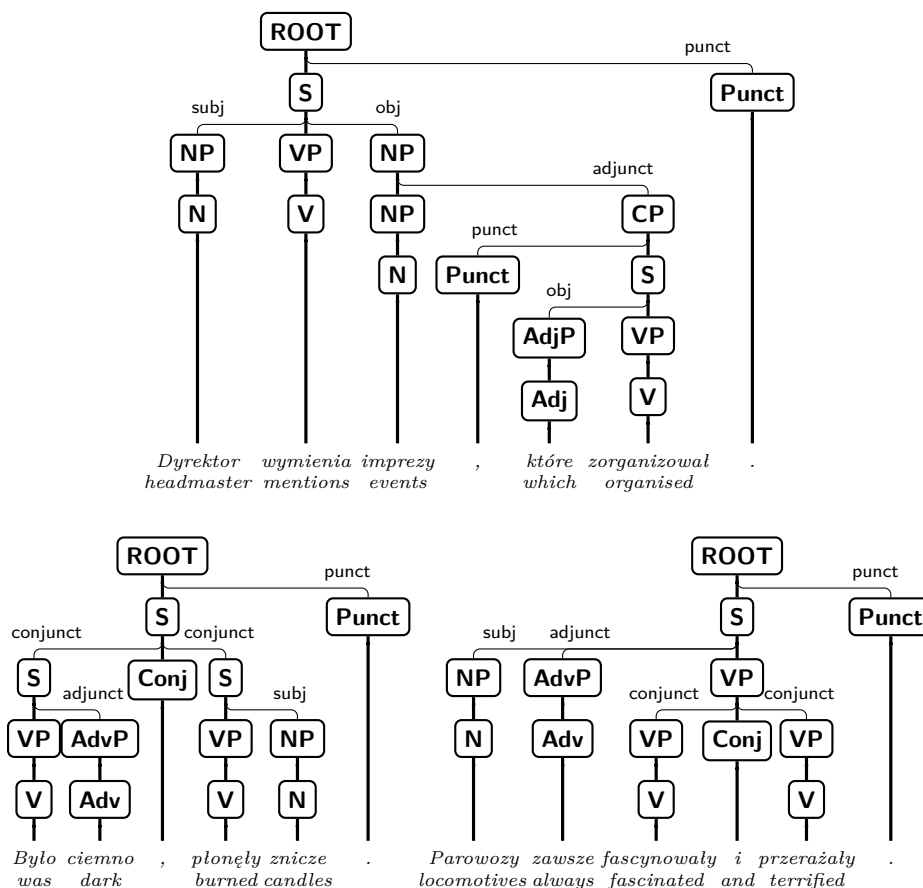 ROOT
punct
S Punct
subj obj
NP VP NP
adjunct
N V NP CP
punct
N Punct S
obj
AdjP VP
Adj V
Dyrektor wymienia imprezy , które zorganizował .
headmaster mentions events which organised
ROOT ROOT
punct punct
S Punct S Punct
conjunct conjunct subj adjunct
S Conj S NP AdvP VP
adjunct subj conjunct conjunct
VP AdvP VP NP N Adv VP Conj VP
V Adv V N V V
Było ciemno , płonęły znicze . Parowozy zawsze fascynowały i przerażały .
was dark burned candles locomotives always fascinated and terrified